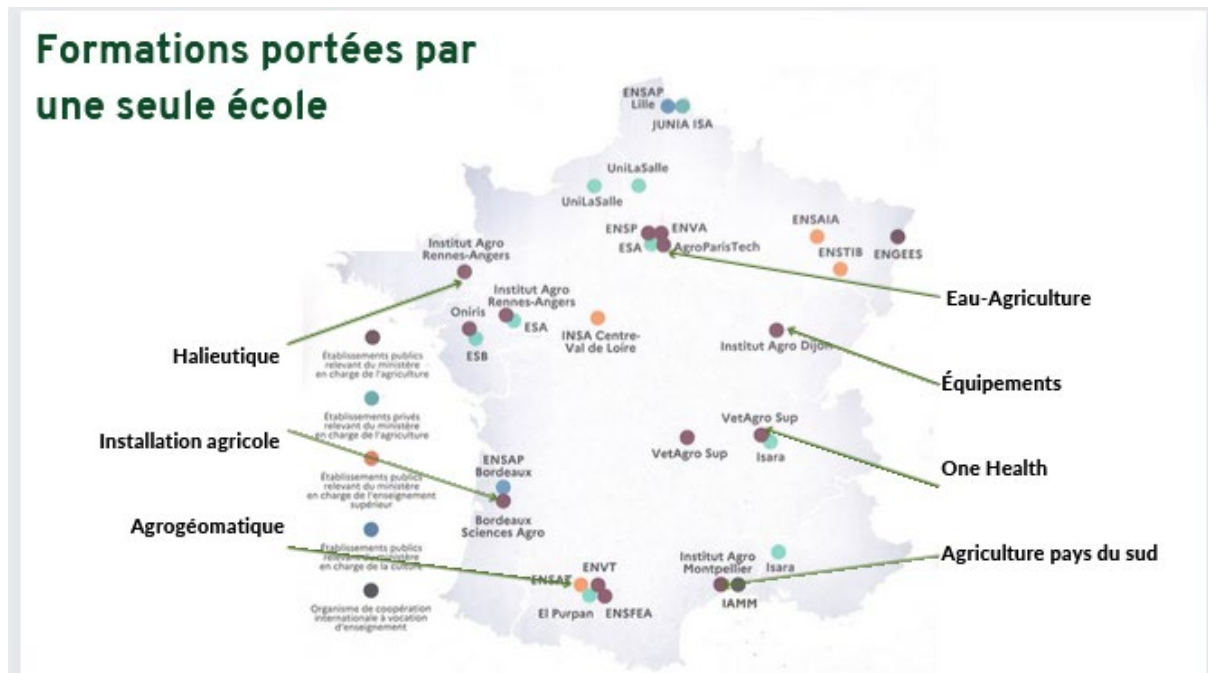 Formations portées par
une seule école
ENSAP
Lille
JUNIA ISA
UniLaSalle
UniLaSalle
ENSP
ENVA
ESA
AgroParisTech
ENSAIA
ENSTIB
ENGEES
Institut Agro
Rennes-Angers
Institut Agro
Rennes-Angers
Oniris
ESA
ESB
INSA Centre-
Val de Loire
Institut Agro Dijon
Eau-Agriculture
Halieutique
Équipements
Établissements publics
relevant du ministère
en charge de l'agriculture
Établissements privés
relevant du ministère
en charge de l'agriculture
Installation agricole
VetAgro Sup
VetAgro Sup
Isara
One Health
Établissements publics
relevant du ministère
en charge de l'enseignement
supérieur
ENSAP
Bordeaux
Bordeaux
Sciences Agro
Agrogéomatique
Établissements publics
relevant du ministère
en charge de la culture
Organisme de coopération
internationale à vocation
d'enseignement
ENSAT
ENVT
El Purpan
ENSFEA
Institut Agro
Montpellier
Isara
IAMM
Agriculture pays du sud